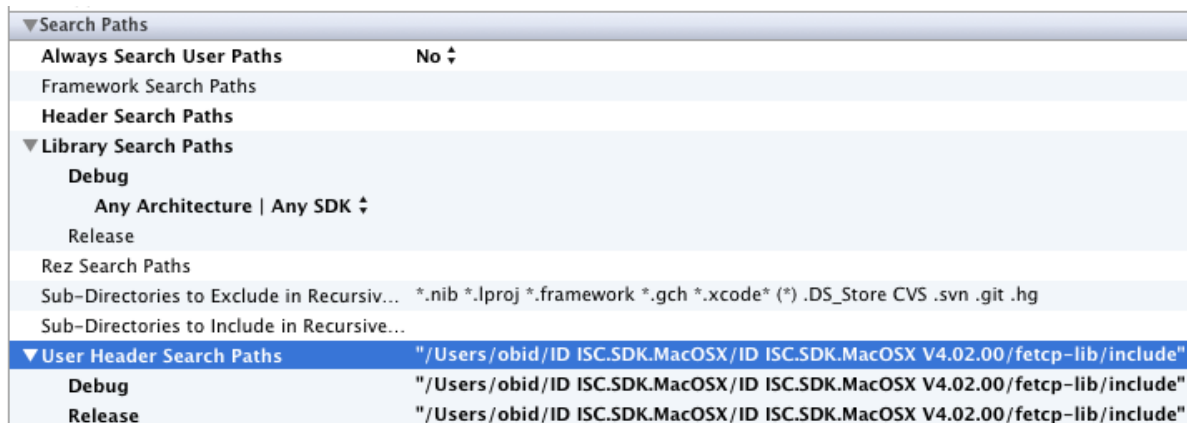 Search Paths
Always Search User Paths No
Framework Search Paths
Header Search Paths
Library Search Paths
Debug
Any Architecture | Any SDK
Release
Rez Search Paths
Sub-Directories to Exclude in Recursiv... *.nib *.lproj *.framework *.gch *.xcode* (*) .DS_Store CVS .svn .git .hg
Sub-Directories to Include in Recursive...
User Header Search Paths "/Users/obid/ID ISC.SDK.MacOSX/ID ISC.SDK.MacOSX V4.02.00/fetcp-lib/include"
Debug "/Users/obid/ID ISC.SDK.MacOSX/ID ISC.SDK.MacOSX V4.02.00/fetcp-lib/include"
Release "/Users/obid/ID ISC.SDK.MacOSX/ID ISC.SDK.MacOSX V4.02.00/fetcp-lib/include"